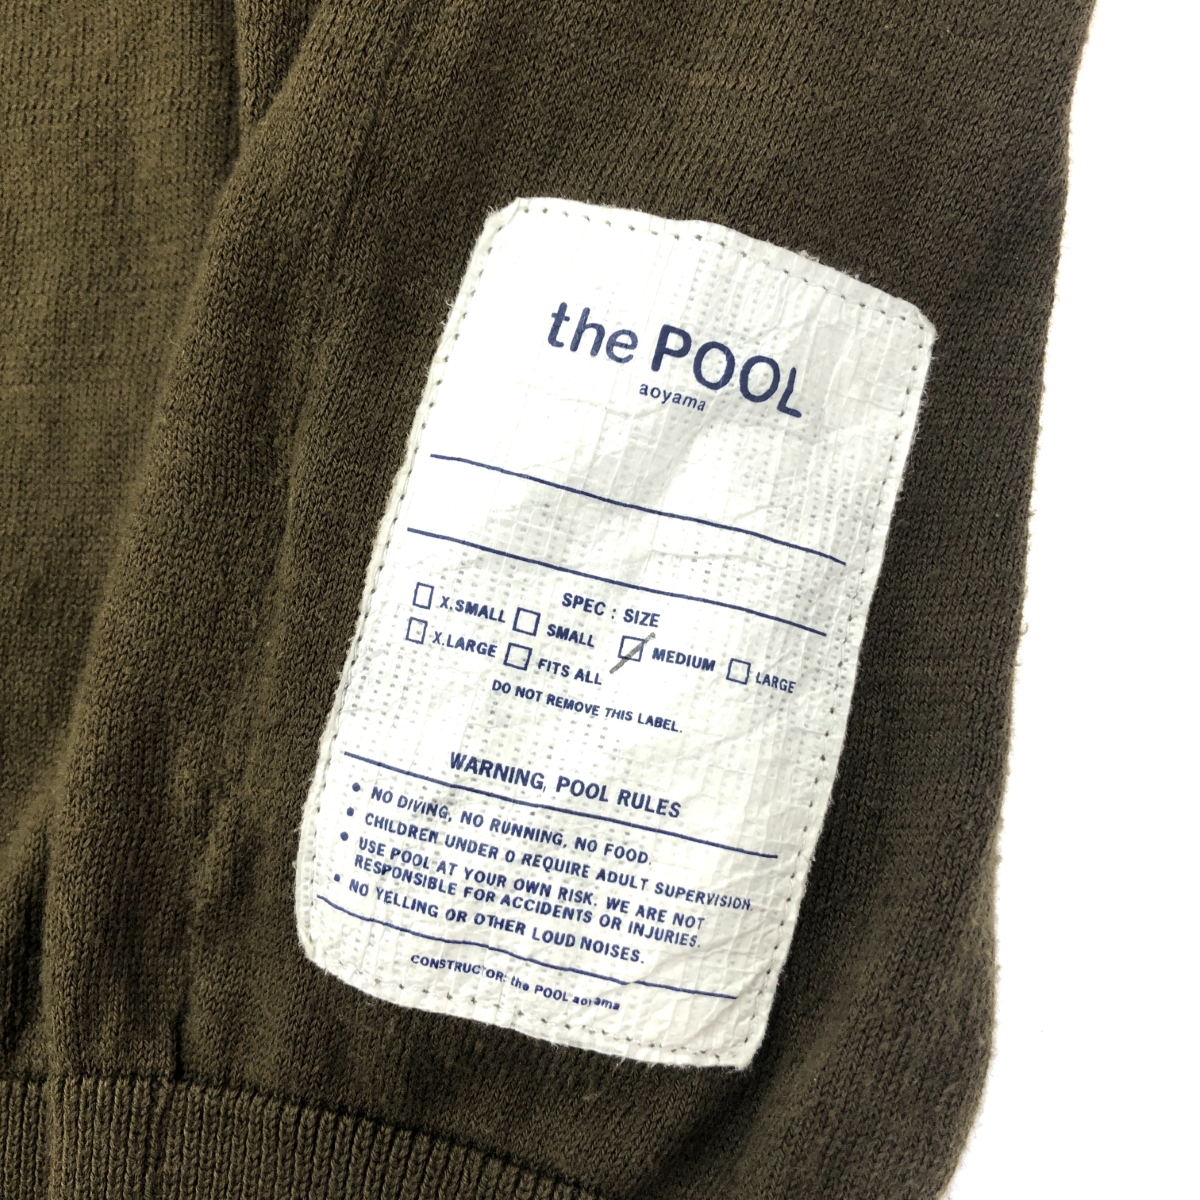 the POOL
aoyama
SPEC : SIZE
X.SMALL SMALL MEDIUM LARGE
X.LARGE FITS ALL
DO NOT REMOVE THIS LABEL.
WARNING, POOL RULES
• NO DIVING, NO RUNNING, NO FOOD.
• CHILDREN UNDER 0 REQUIRE ADULT SUPERVISION
• USE POOL AT YOUR OWN RISK. WE ARE NOT
RESPONSIBLE FOR ACCIDENTS OR INJURIES.
• NO YELLING OR OTHER LOUD NOISES.
CONSTRUCTOR: the POOL aoyama